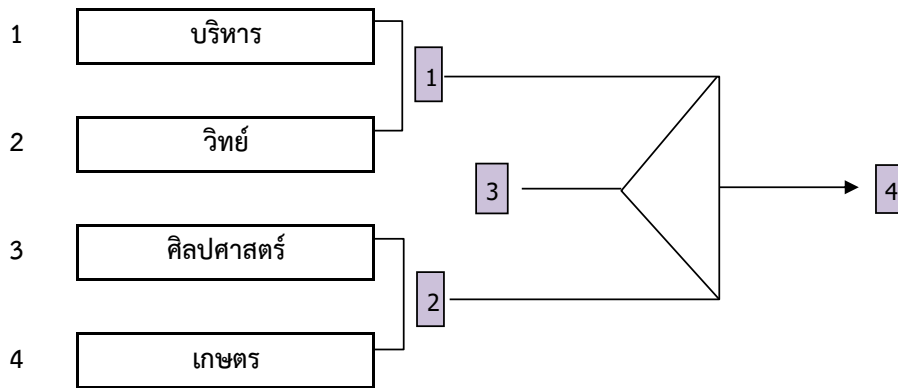 1 บริหาร
1
2 วิทย์
3
4
3 ศิลปศาสตร์
2
4 เกษตร